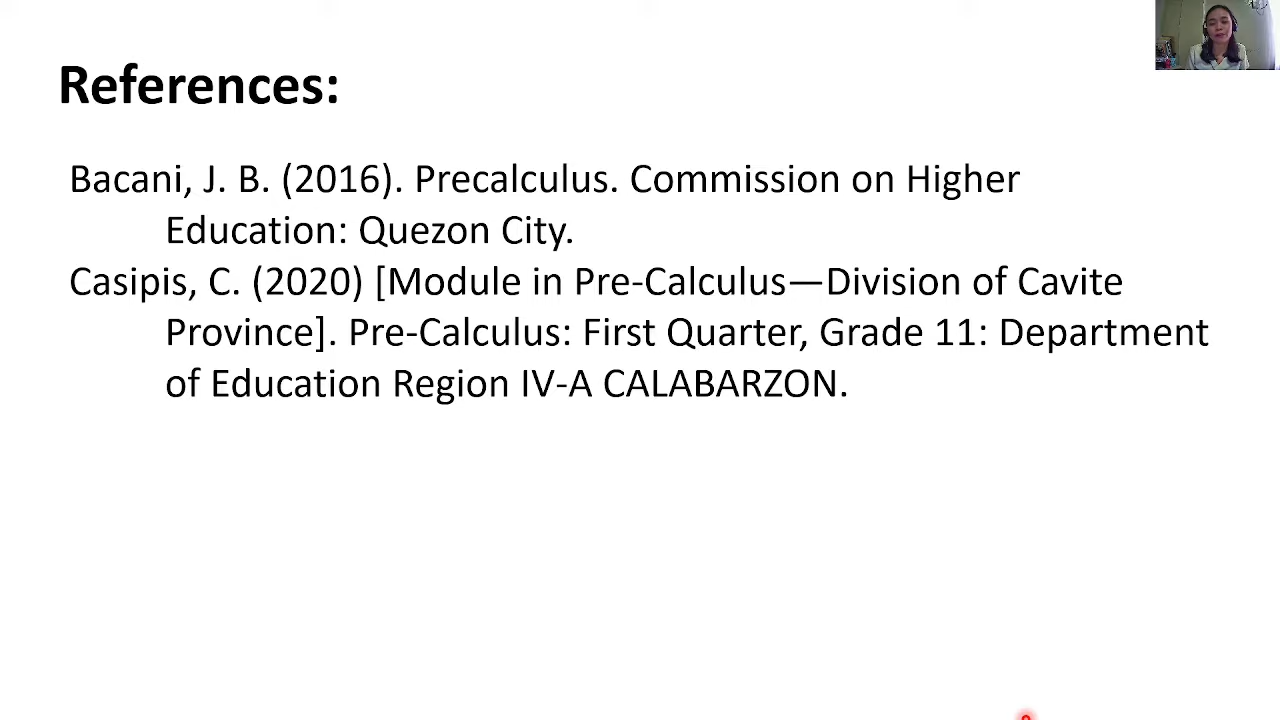 References:
Bacani, J. B. (2016). Precalculus. Commission on Higher
Education: Quezon City.
Casipis, C. (2020) [Module in Pre-Calculus—Division of Cavite
Province]. Pre-Calculus: First Quarter, Grade 11: Department
of Education Region IV-A CALABARZON.